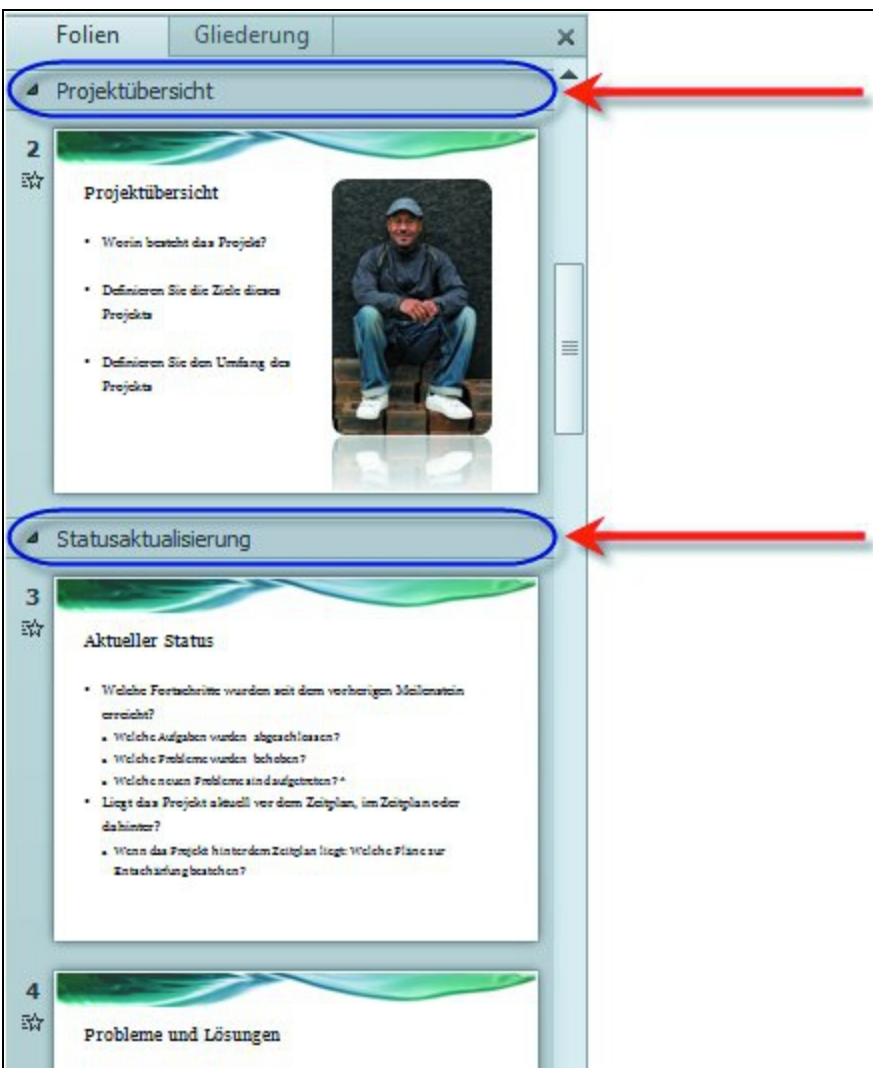 Folien Gliederung
Projektübersicht
2
Projektübersicht
• Worin besteht das Projekt?
• Definieren Sie die Ziele dieses
Projekts
• Definieren Sie den Umfang des
Projekts
Statusaktualisierung
3
Aktueller Status
• Welche Fortschritte wurden seit dem vorherigen Meilenstein
erreicht?
• Welche Aufgaben wurden abgeschlossen?
• Welche Probleme wurden behoben?
• Welche neuen Probleme sind aufgetreten?*
• Liegt das Projekt aktuell vor dem Zeitplan, im Zeitplan oder
dahinter?
• Wenn das Projekt hinter dem Zeitplan liegt: Welche Pläne zur
Entschärfung bestehen?
4
Probleme und Lösungen